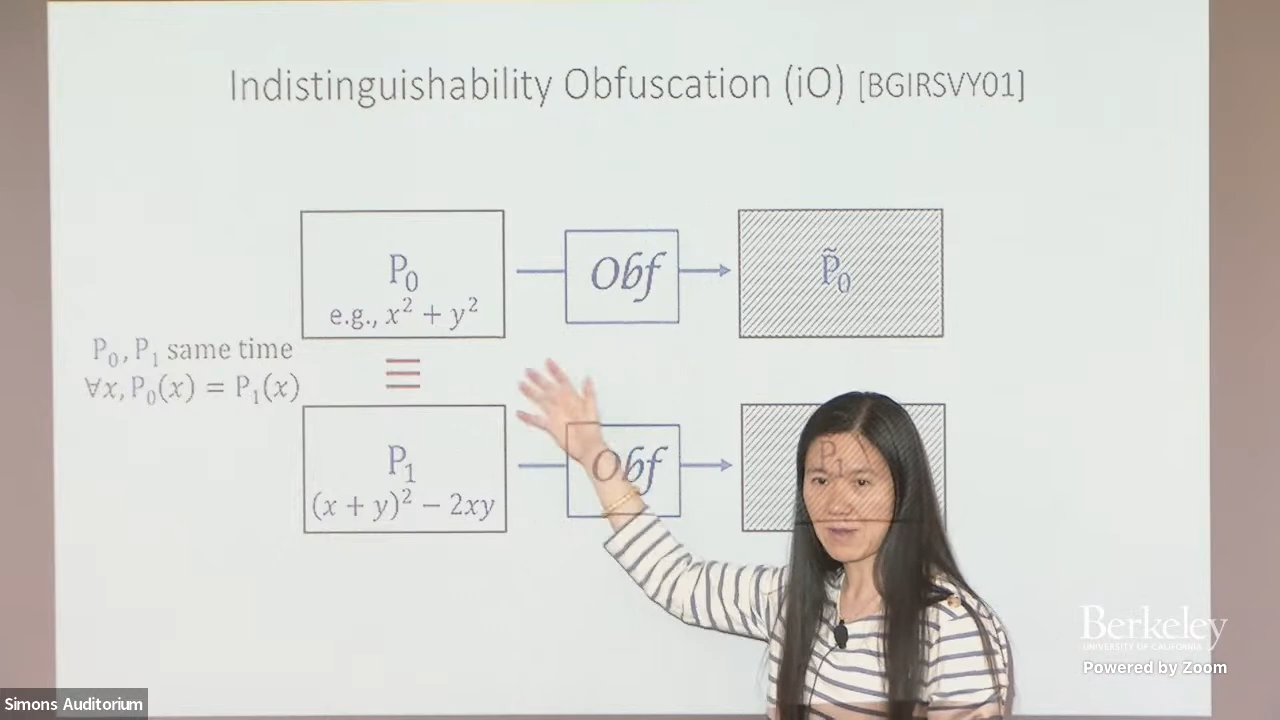 Indistinguishability Obfuscation (iO) [BGIRSVY01]
P₀
e.g., x² + y²
Obf
P̃₀
P₀, P₁ same time
∀x, P₀(x) = P₁(x)
≡
P₁
(x + y)² − 2xy
Obf
P̃₁
Berkeley
UNIVERSITY OF CALIFORNIA
Powered by Zoom
Simons Auditorium